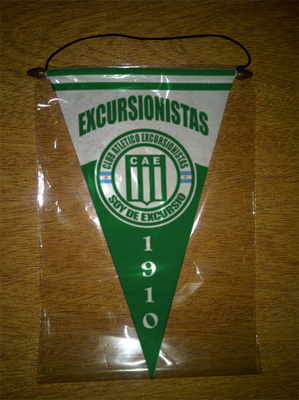 EXCURSIONISTAS
CLUB ATLETICO EXCURSIONISTAS
CAE
SOY DE EXCURSIO
1910